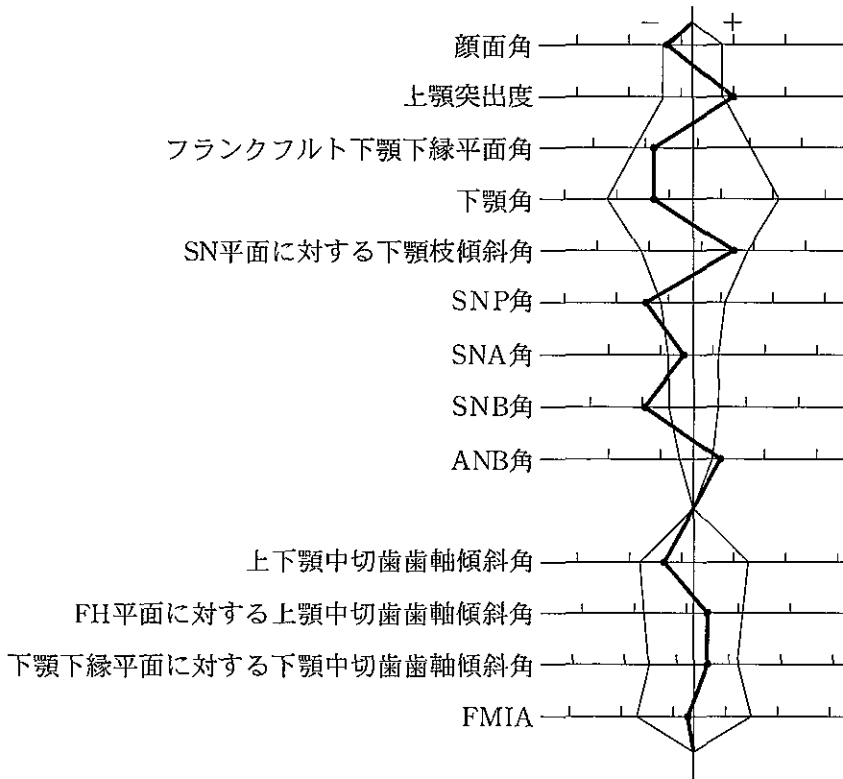 − +
顔面角
上顎突出度
フランクフルト下顎下縁平面角
下顎角
SN平面に対する下顎枝傾斜角
SNP角
SNA角
SNB角
ANB角
上下顎中切歯歯軸傾斜角
FH平面に対する上顎中切歯歯軸傾斜角
下顎下縁平面に対する下顎中切歯歯軸傾斜角
FMIA